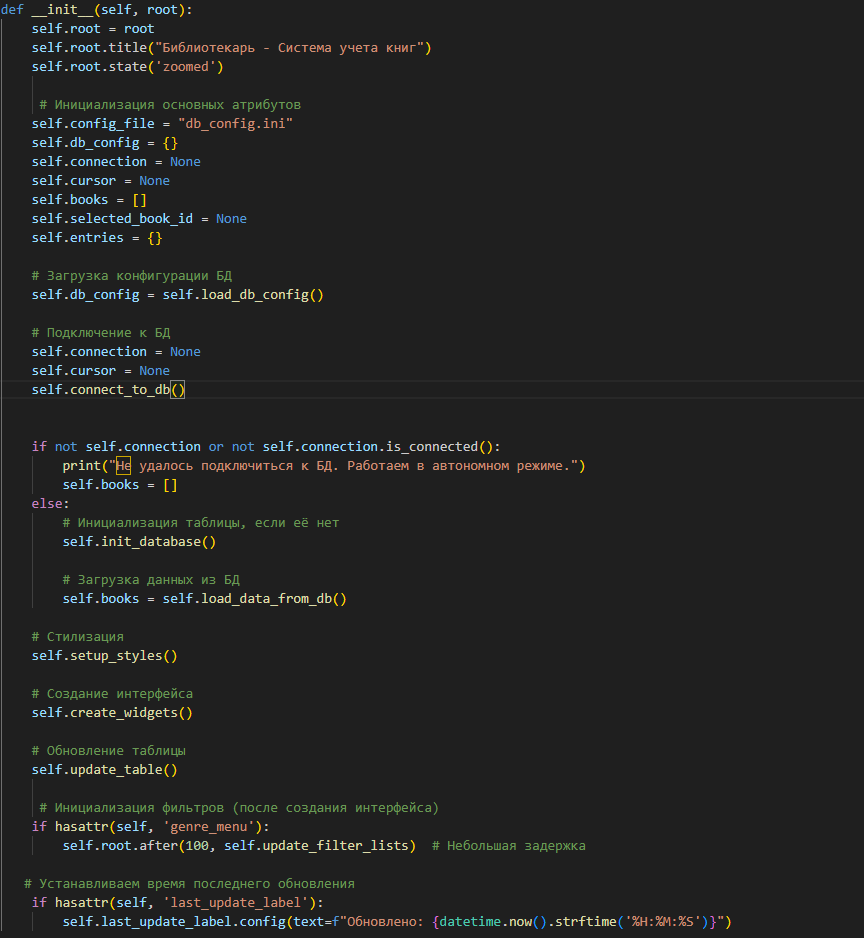 def __init__(self, root):
self.root = root
self.root.title("Библиотекарь - Система учета книг")
self.root.state('zoomed')
# Инициализация основных атрибутов
self.config_file = "db_config.ini"
self.db_config = {}
self.connection = None
self.cursor = None
self.books = []
self.selected_book_id = None
self.entries = {}
# Загрузка конфигурации БД
self.db_config = self.load_db_config()
# Подключение к БД
self.connection = None
self.cursor = None
self.connect_to_db()
if not self.connection or not self.connection.is_connected():
print("Не удалось подключиться к БД. Работаем в автономном режиме.")
self.books = []
else:
# Инициализация таблицы, если её нет
self.init_database()
# Загрузка данных из БД
self.books = self.load_data_from_db()
# Стилизация
self.setup_styles()
# Создание интерфейса
self.create_widgets()
# Обновление таблицы
self.update_table()
# Инициализация фильтров (после создания интерфейса)
if hasattr(self, 'genre_menu'):
self.root.after(100, self.update_filter_lists)  # Небольшая задержка
# Устанавливаем время последнего обновления
if hasattr(self, 'last_update_label'):
self.last_update_label.config(text=f"Обновлено: {datetime.now().strftime('%H:%M:%S')}")